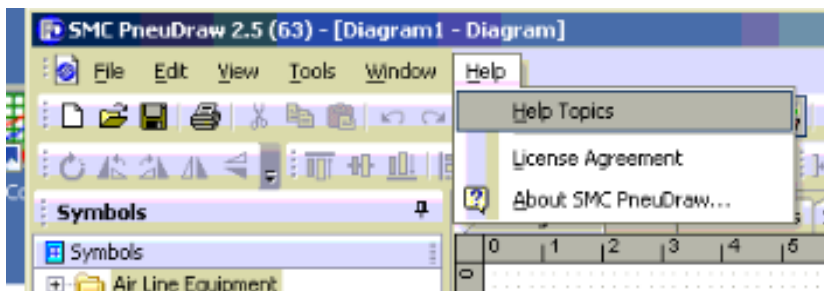 SMC PneuDraw 2.5 (63) - [Diagram1 - Diagram]
File Edit View Tools Window Help
Help Topics
License Agreement
About SMC PneuDraw...
Symbols
Symbols
0 1 2 3 4 5
0
Air Line Equipment